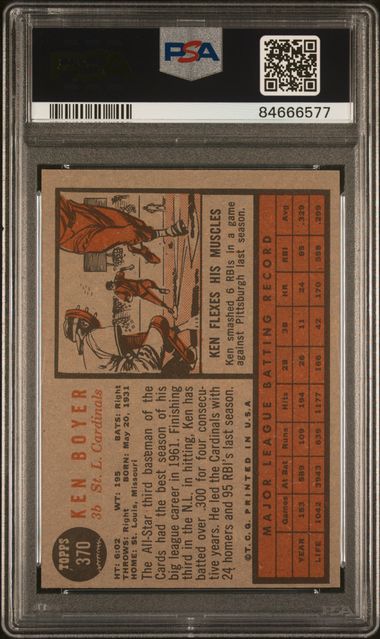 PSA
84666577
TOPPS
370
KEN BOYER
3b St. L. Cardinals
HT: 6:0 WT: 195 BATS: Right
THROWS: Right BORN: May 20, 1931
HOME: St. Louis, Missouri
The All-Star third baseman of the
Cards had the best season of his
big league career in 1961. Finishing
third in the N.L. in hitting, Ken has
batted over .300 for four consecu-
tive years. He led the Cardinals with
24 homers and 95 RBI's last season.
©T.C.G. PRINTED IN U.S.A.
KEN FLEXES HIS MUSCLES
Ken smashed 6 RBIs in a game
against Pittsburgh last season.
MAJOR LEAGUE BATTING RECORD
Games At Bat Runs Hits 2B 3B HR RBI Avg.
YEAR 153 589 109 194 26 11 24 95 .329
LIFE 1042 3943 639 1177 166 42 170 598 .299